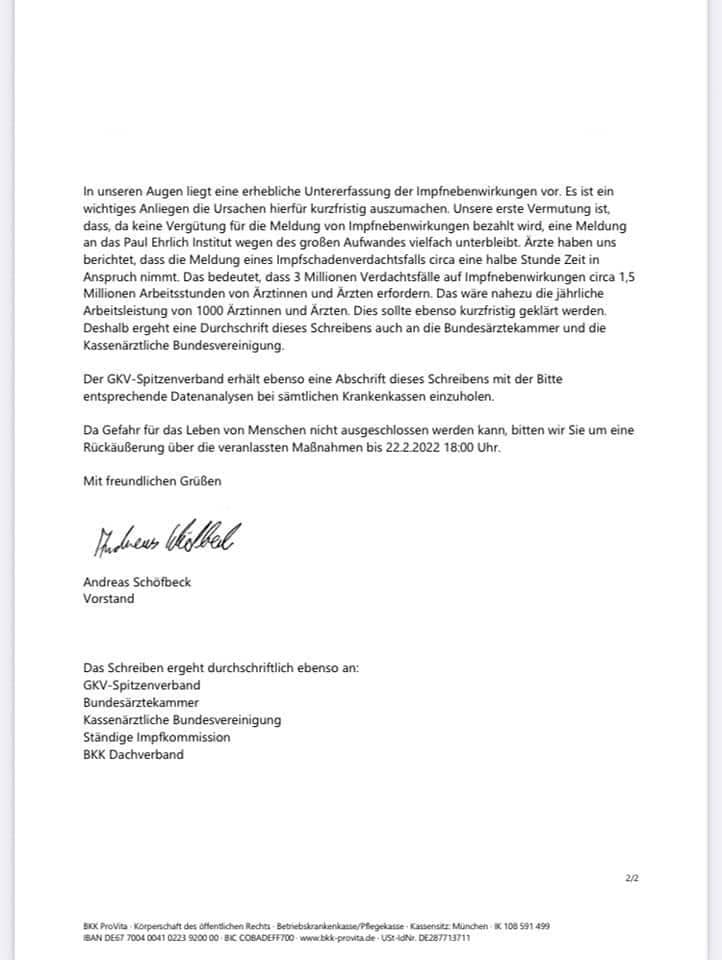 In unseren Augen liegt eine erhebliche Untererfassung der Impfnebenwirkungen vor. Es ist ein
wichtiges Anliegen die Ursachen hierfür kurzfristig auszumachen. Unsere erste Vermutung ist,
dass, da keine Vergütung für die Meldung von Impfnebenwirkungen bezahlt wird, eine Meldung
an das Paul Ehrlich Institut wegen des großen Aufwandes vielfach unterbleibt. Ärzte haben uns
berichtet, dass die Meldung eines Impfschadenverdachtsfalls circa eine halbe Stunde Zeit in
Anspruch nimmt. Das bedeutet, dass 3 Millionen Verdachtsfälle auf Impfnebenwirkungen circa 1,5
Millionen Arbeitsstunden von Ärztinnen und Ärzten erfordern. Das wäre nahezu die jährliche
Arbeitsleistung von 1000 Ärztinnen und Ärzten. Dies sollte ebenso kurzfristig geklärt werden.
Deshalb ergeht eine Durchschrift dieses Schreibens auch an die Bundesärztekammer und die
Kassenärztliche Bundesvereinigung.
Der GKV-Spitzenverband erhält ebenso eine Abschrift dieses Schreibens mit der Bitte
entsprechende Datenanalysen bei sämtlichen Krankenkassen einzuholen.
Da Gefahr für das Leben von Menschen nicht ausgeschlossen werden kann, bitten wir Sie um eine
Rückäußerung über die veranlassten Maßnahmen bis 22.2.2022 18:00 Uhr.
Mit freundlichen Grüßen
Andreas
Andreas Schöfbeck
Vorstand
Das Schreiben ergeht durchschriftlich ebenso an:
GKV-Spitzenverband
Bundesärztekammer
Kassenärztliche Bundesvereinigung
Ständige Impfkommission
BKK Dachverband
2/2
BKK ProVita · Körperschaft des öffentlichen Rechts · Betriebskrankenkasse/Pflegekasse · Kassensitz: München · IK 108 591 499
IBAN DE67 7004 0041 0223 9200 00 · BIC COBADEFF700 · www.bkk-provita.de · USt-IdNr. DE287713711